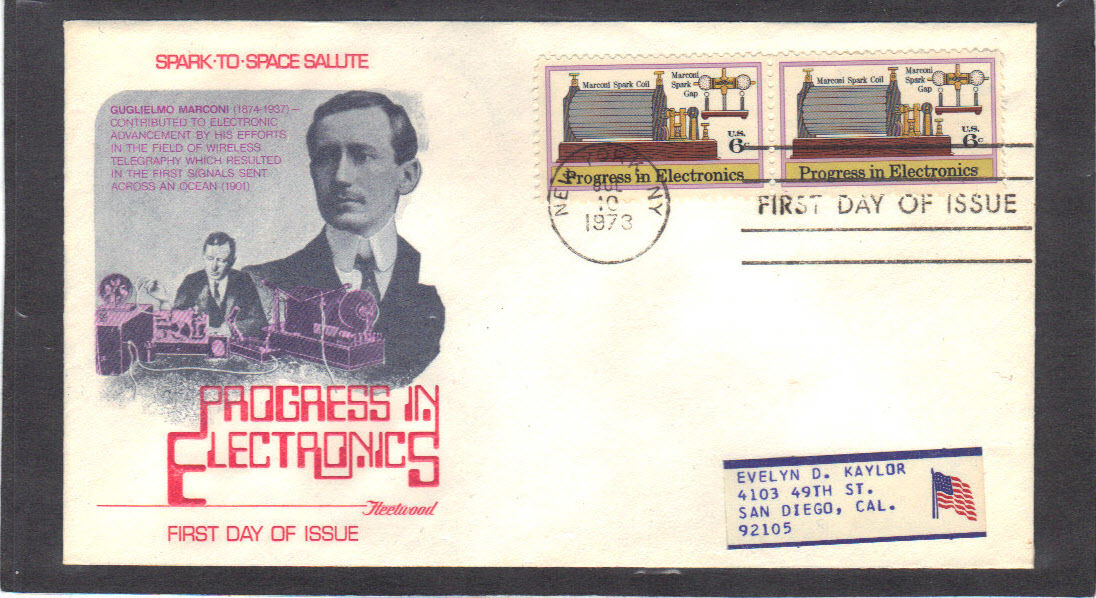 SPARK·TO·SPACE SALUTE
GUGLIELMO MARCONI (1874-1937)—
CONTRIBUTED TO ELECTRONIC
ADVANCEMENT BY HIS EFFORTS
IN THE FIELD OF WIRELESS
TELEGRAPHY WHICH RESULTED
IN THE FIRST SIGNALS SENT
ACROSS AN OCEAN (1901)
PROGRESS IN
ELECTRONICS
Fleetwood
FIRST DAY OF ISSUE
Marconi Spark Coil
Marconi
Spark
Gap
U.S.
6c
Progress in Electronics
Marconi Spark Coil
Marconi
Spark
Gap
U.S.
6c
Progress in Electronics
NEW YORK, NY
JUL
10
1973
FIRST DAY OF ISSUE
EVELYN D. KAYLOR
4103 49TH ST.
SAN DIEGO, CAL.
92105